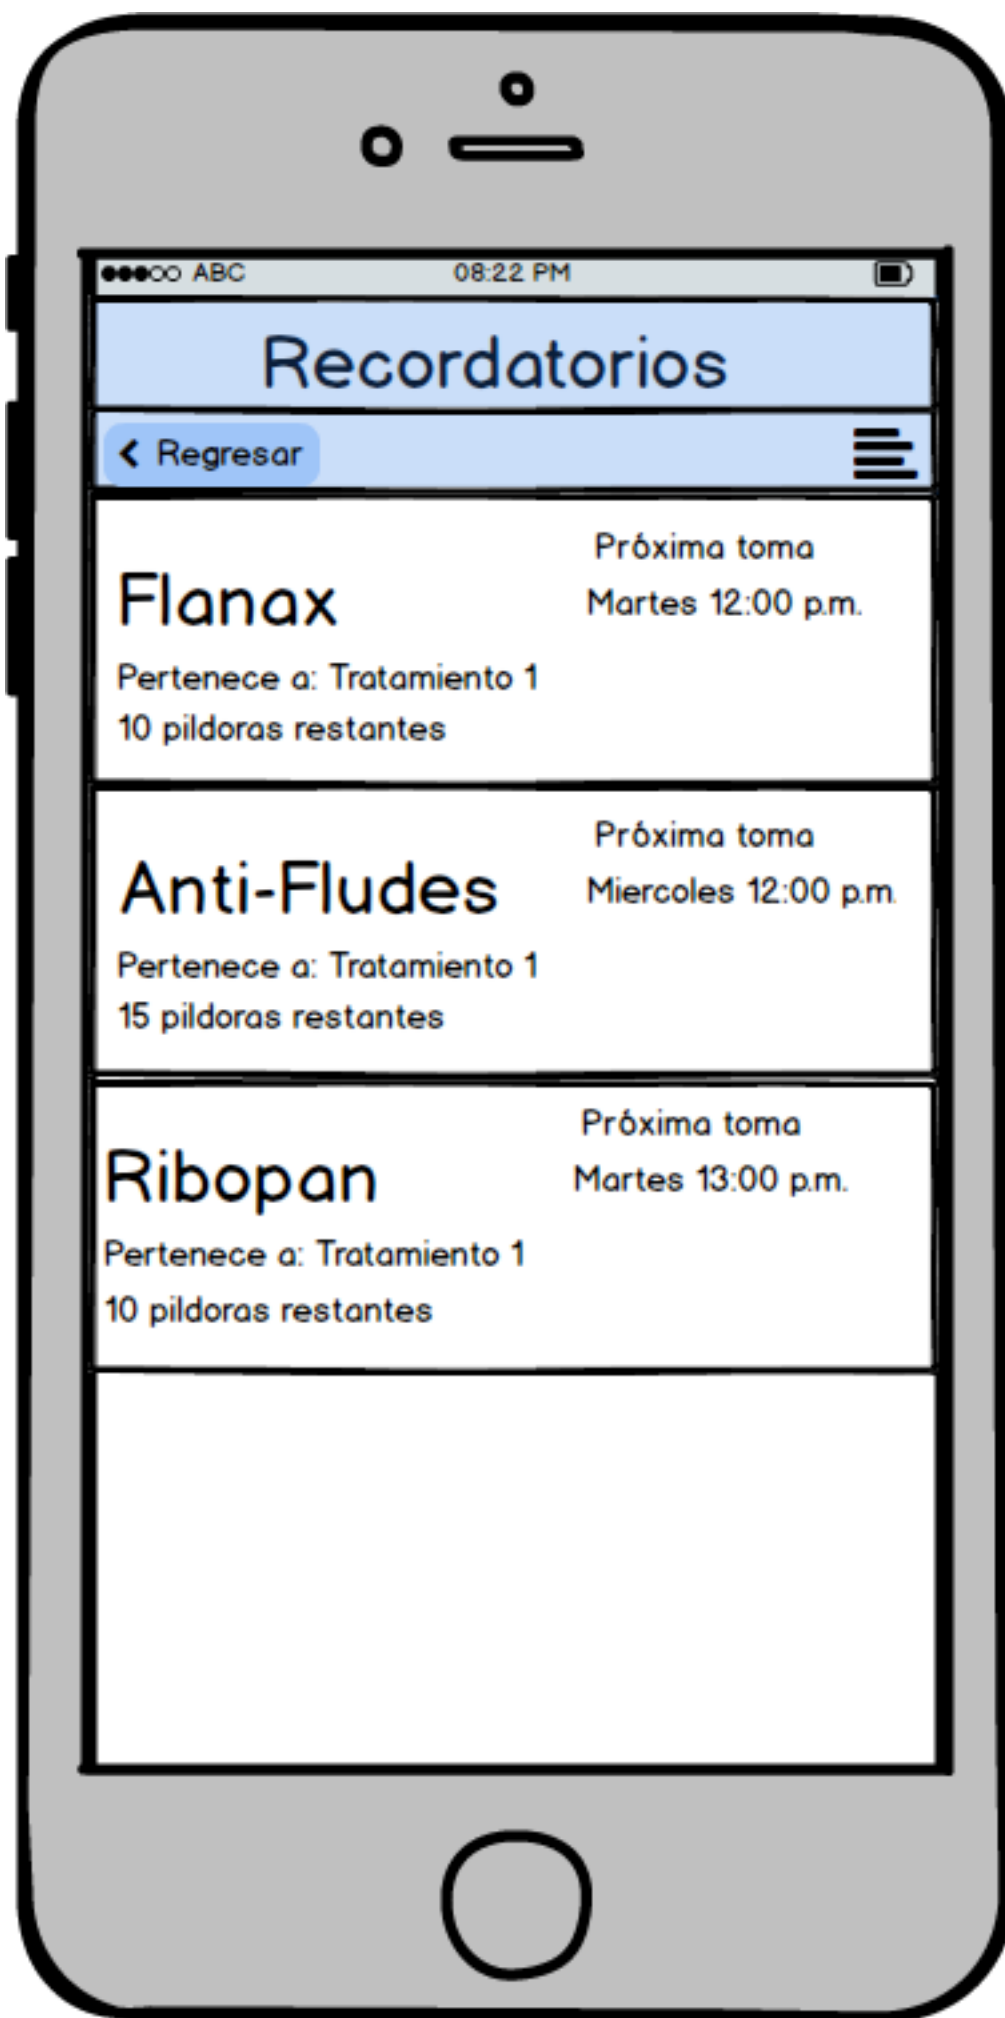 ABC 08:22 PM
Recordatorios
Regresar
Próxima toma
Flanax
Martes 12:00 p.m.
Pertenece a: Tratamiento 1
10 pildoras restantes
Próxima toma
Anti-Fludes
Miercoles 12:00 p.m.
Pertenece a: Tratamiento 1
15 pildoras restantes
Próxima toma
Ribopan
Martes 13:00 p.m.
Pertenece a: Tratamiento 1
10 pildoras restantes